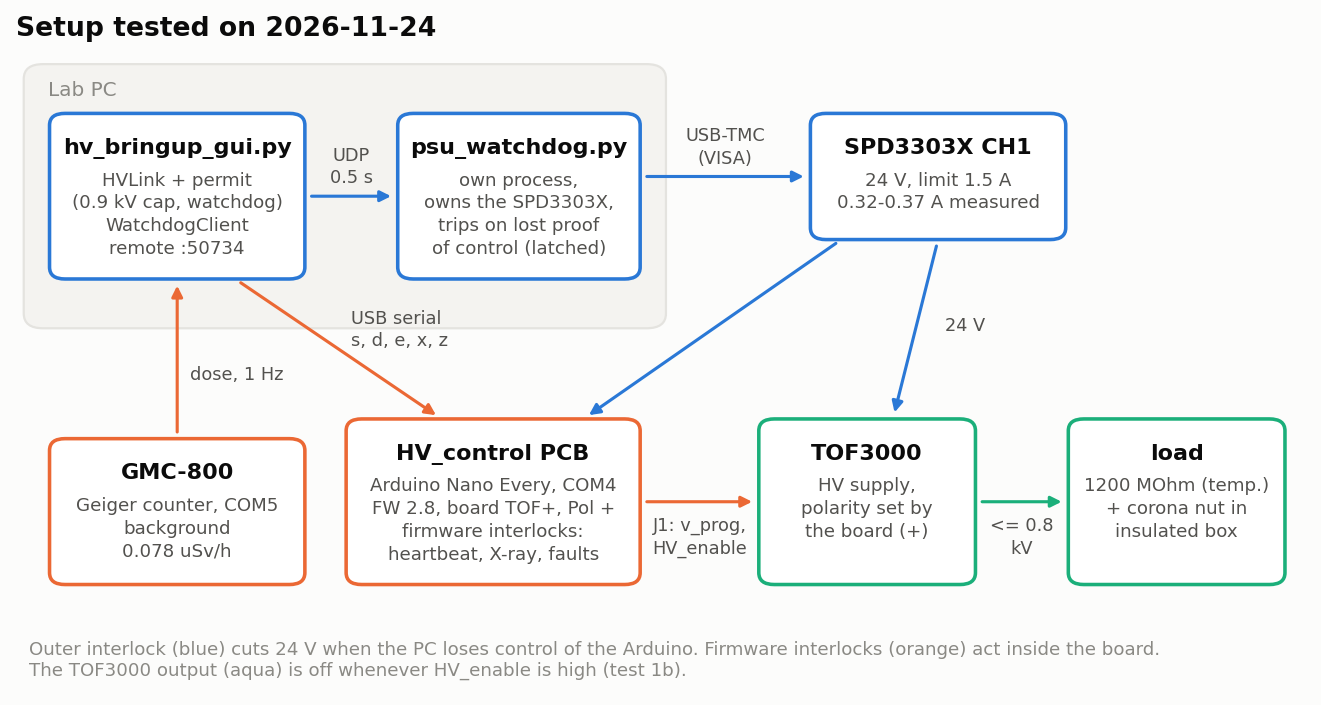 Setup tested on 2026-11-24
Lab PC
hv_bringup_gui.py
HVLink + permit
(0.9 kV cap, watchdog)
WatchdogClient
remote :50734
UDP
0.5 s
psu_watchdog.py
own process,
owns the SPD3303X,
trips on lost proof
of control (latched)
USB-TMC
(VISA)
SPD3303X CH1
24 V, limit 1.5 A
0.32-0.37 A measured
USB serial
s, d, e, x, z
24 V
dose, 1 Hz
GMC-800
Geiger counter, COM5
background
0.078 uSv/h
HV_control PCB
Arduino Nano Every, COM4
FW 2.8, board TOF+, Pol +
firmware interlocks:
heartbeat, X-ray, faults
J1: v_prog,
HV_enable
TOF3000
HV supply,
polarity set by
the board (+)
<= 0.8
kV
load
1200 MOhm (temp.)
+ corona nut in
insulated box
Outer interlock (blue) cuts 24 V when the PC loses control of the Arduino. Firmware interlocks (orange) act inside the board.
The TOF3000 output (aqua) is off whenever HV_enable is high (test 1b).